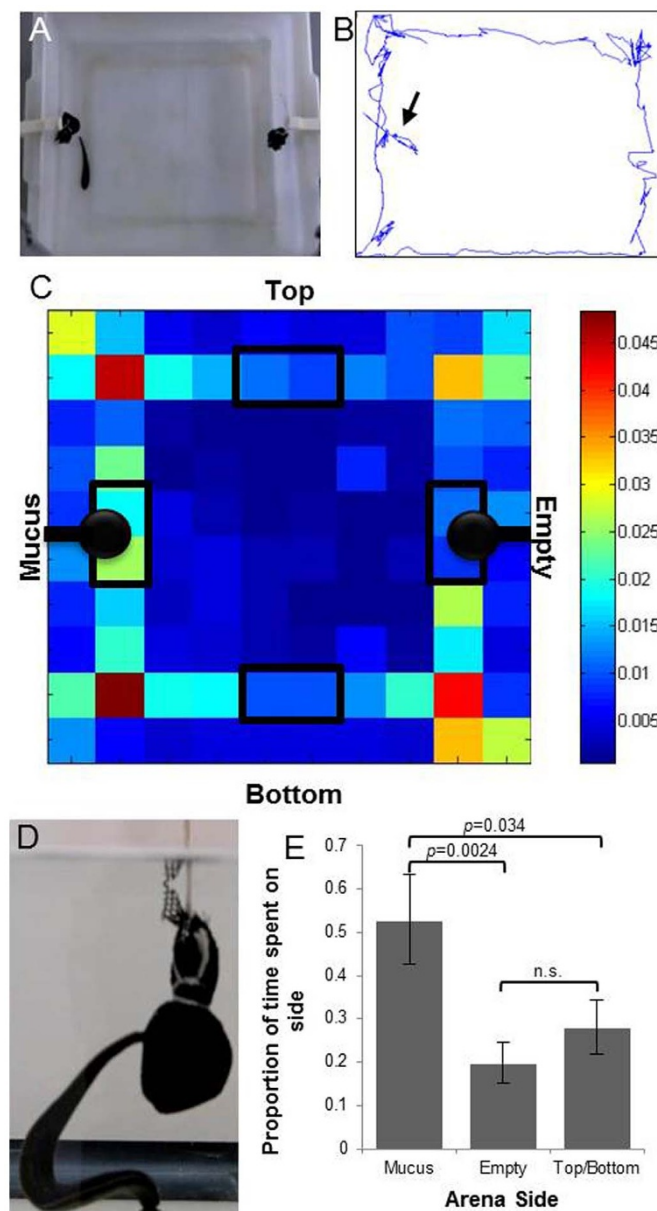 A
B
C
Top
Mucus
Empty
Bottom
0.045
0.04
0.035
0.03
0.025
0.02
0.015
0.01
0.005
D
E
p=0.034
p=0.0024
n.s.
Proportion of time spent on
side
0.7
0.6
0.5
0.4
0.3
0.2
0.1
0
Mucus Empty Top/Bottom
Arena Side